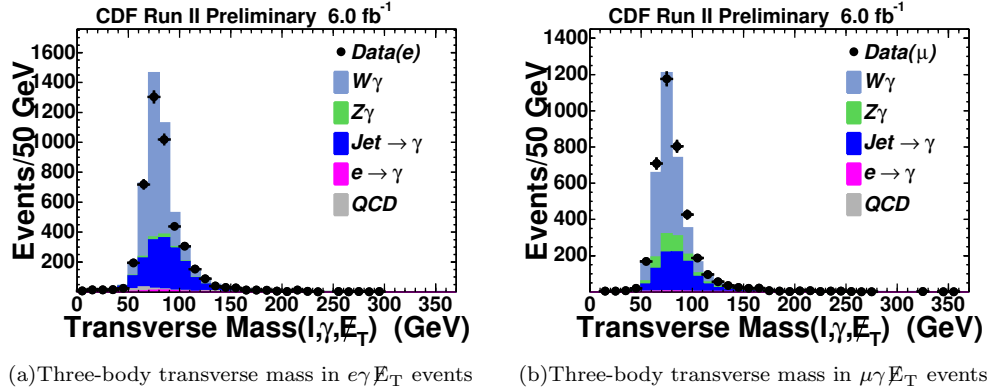 CDF Run II Preliminary 6.0 fb⁻¹
Events/50 GeV
1600
1400
1200
1000
800
600
400
200
Data(e)
Wγ
Zγ
Jet → γ
e → γ
QCD
0 50 100 150 200 250 300 350
Transverse Mass(l,γ,E̸_T) (GeV)
(a)Three-body transverse mass in eγE̸_T events
CDF Run II Preliminary 6.0 fb⁻¹
Events/50 GeV
1400
1200
1000
800
600
400
200
Data(μ)
Wγ
Zγ
Jet → γ
e → γ
QCD
0 50 100 150 200 250 300 350
Transverse Mass(l,γ,E̸_T) (GeV)
(b)Three-body transverse mass in μγE̸_T events